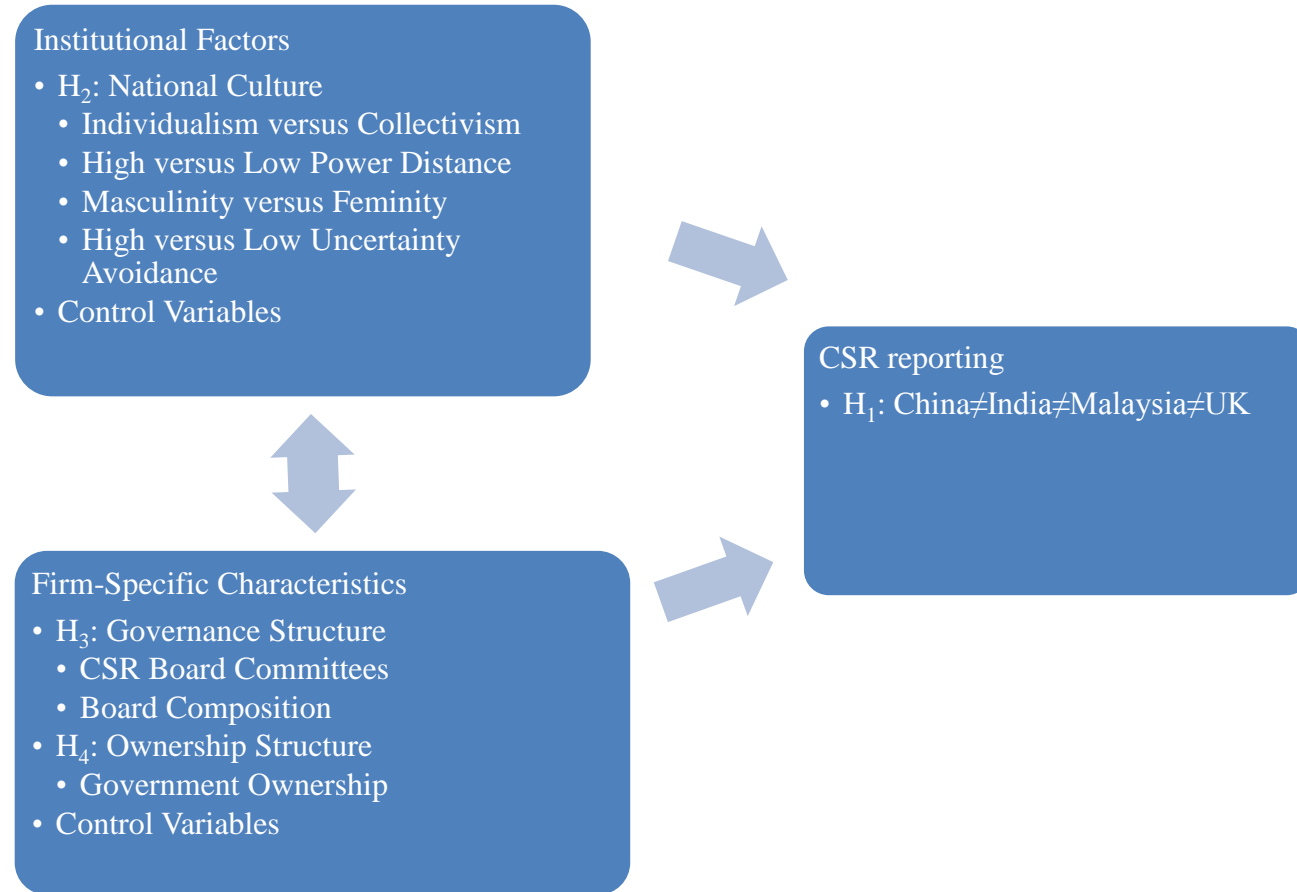 Institutional Factors
• H₂: National Culture
• Individualism versus Collectivism
• High versus Low Power Distance
• Masculinity versus Feminity
• High versus Low Uncertainty
Avoidance
• Control Variables
CSR reporting
• H₁: China≠India≠Malaysia≠UK
Firm-Specific Characteristics
• H₃: Governance Structure
• CSR Board Committees
• Board Composition
• H₄: Ownership Structure
• Government Ownership
• Control Variables